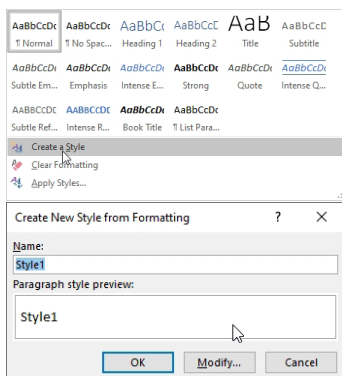 AaBbCcDc AaBbCcDc AaBbCc AaBbCcD AaB AaBbCcD
¶ Normal ¶ No Spac... Heading 1 Heading 2 Title Subtitle
AaBbCcDc AaBbCcDc AaBbCcDc AaBbCcDc AaBbCcDc AaBbCcDc
Subtle Em... Emphasis Intense E... Strong Quote Intense Q...
AABBCCDC AABBCCDC AaBbCcDc AaBbCcDc
Subtle Ref... Intense R... Book Title ¶ List Para...
Create a Style
Clear Formatting
Apply Styles...
Create New Style from Formatting ? ×
Name:
Style1
Paragraph style preview:
Style1
OK Modify... Cancel